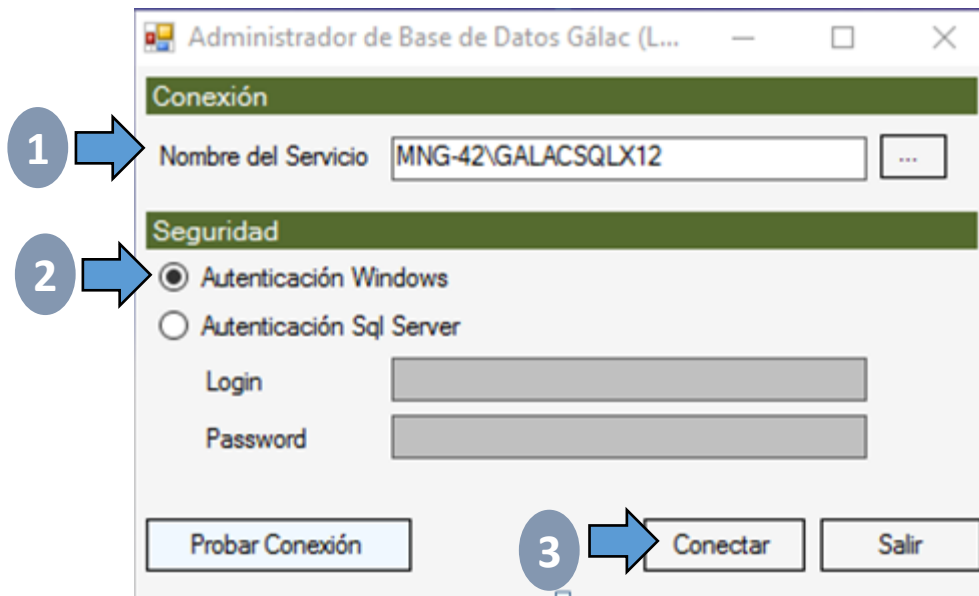 Administrador de Base de Datos Gálac (L...
Conexión
1 Nombre del Servicio MNG-42\GALACSQLX12 ...
Seguridad
2 Autenticación Windows
Autenticación Sql Server
Login
Password
Probar Conexión 3 Conectar Salir